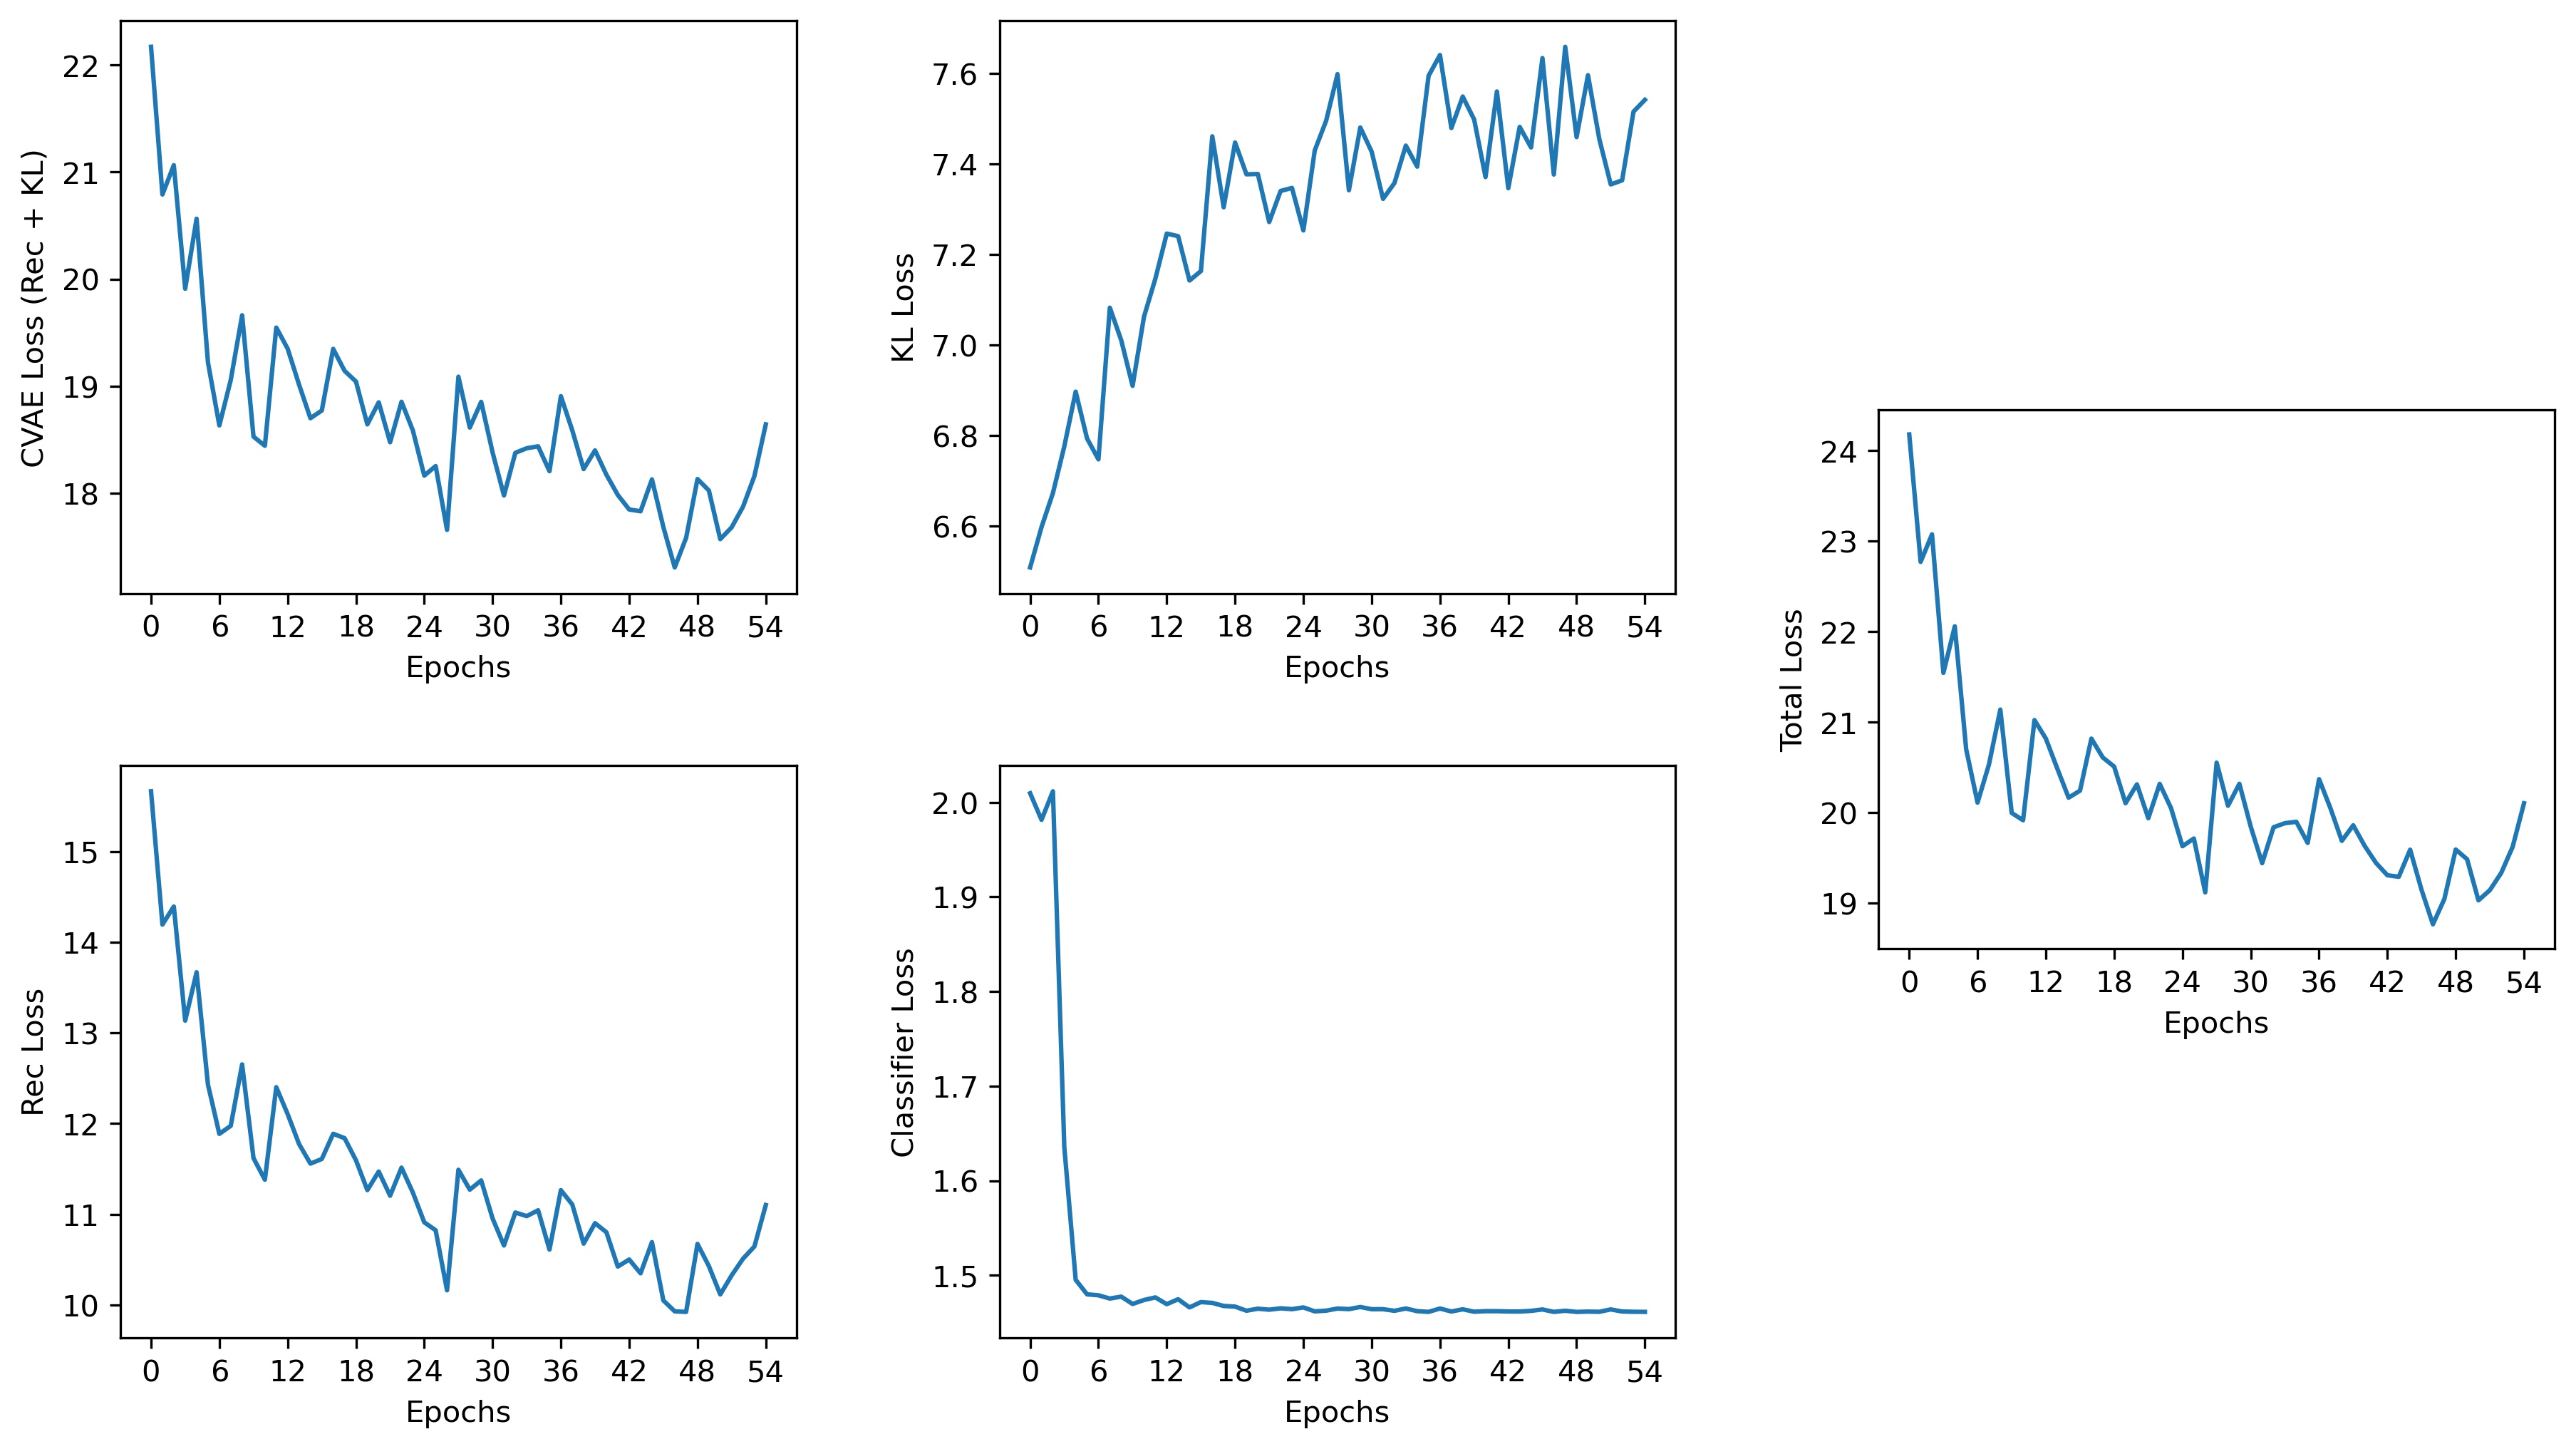 CVAE Loss (Rec + KL)
22
21
20
19
18
0 6 12 18 24 30 36 42 48 54
Epochs
KL Loss
7.6
7.4
7.2
7.0
6.8
6.6
0 6 12 18 24 30 36 42 48 54
Epochs
Rec Loss
15
14
13
12
11
10
0 6 12 18 24 30 36 42 48 54
Epochs
Classifier Loss
2.0
1.9
1.8
1.7
1.6
1.5
0 6 12 18 24 30 36 42 48 54
Epochs
Total Loss
24
23
22
21
20
19
0 6 12 18 24 30 36 42 48 54
Epochs